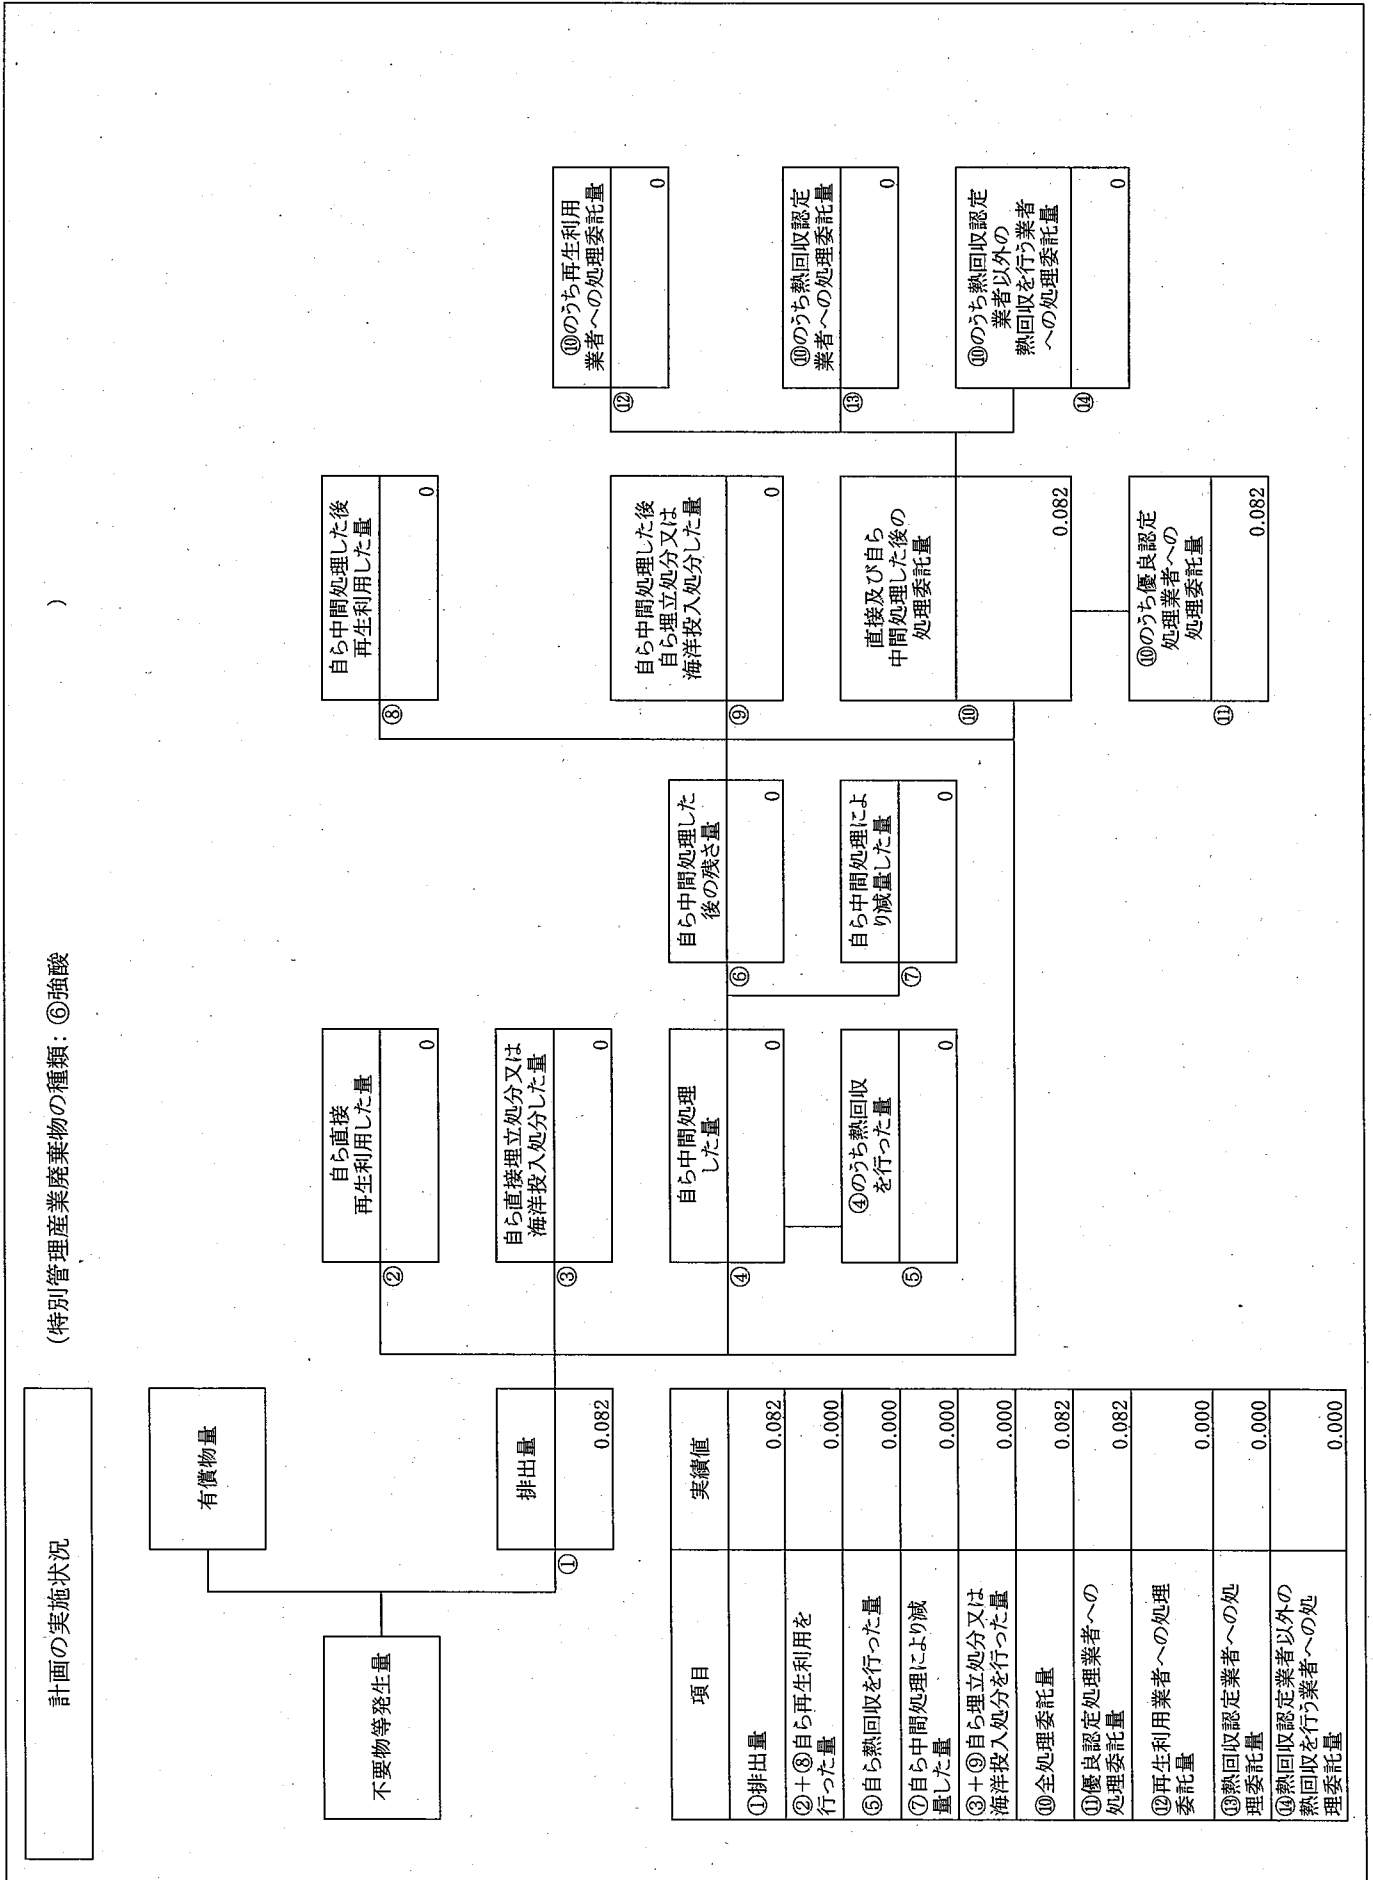 計画の実施状況
(特別管理産業廃棄物の種類:⑥強酸
)
不要物等発生量
有償物量
①
排出量
0.082
②
自ら直接
再生利用した量
0
③
自ら直接埋立処分又は
海洋投入処分した量
0
④
自ら中間処理
した量
0
⑤
④のうち熱回収
を行った量
0
⑥
自ら中間処理した
後の残さ量
0
⑦
自ら中間処理によ
り減量した量
0
⑧
自ら中間処理した後
再生利用した量
0
⑨
自ら中間処理した後
自ら埋立処分又は
海洋投入処分した量
0
⑩
直接及び自ら
中間処理した後の
処理委託量
0.082
⑪
⑩のうち優良認定
処理業者への
処理委託量
0.082
⑫
⑩のうち再生利用
業者への処理委託量
0
⑬
⑩のうち熱回収認定
業者への処理委託量
0
⑭
⑩のうち熱回収認定
業者以外の
熱回収を行う業者
への処理委託量
0
項目 実績値
①排出量 0.082
②+⑧自ら再生利用を
行った量 0.000
⑤自ら熱回収を行った量 0.000
⑦自ら中間処理により減
量した量 0.000
③+⑨自ら埋立処分又は
海洋投入処分を行った量 0.000
⑩全処理委託量 0.082
⑪優良認定処理業者への
処理委託量 0.082
⑫再生利用業者への処理
委託量 0.000
⑬熱回収認定業者への処
理委託量 0.000
⑭熱回収認定業者以外の
熱回収を行う業者への処
理委託量 0.000